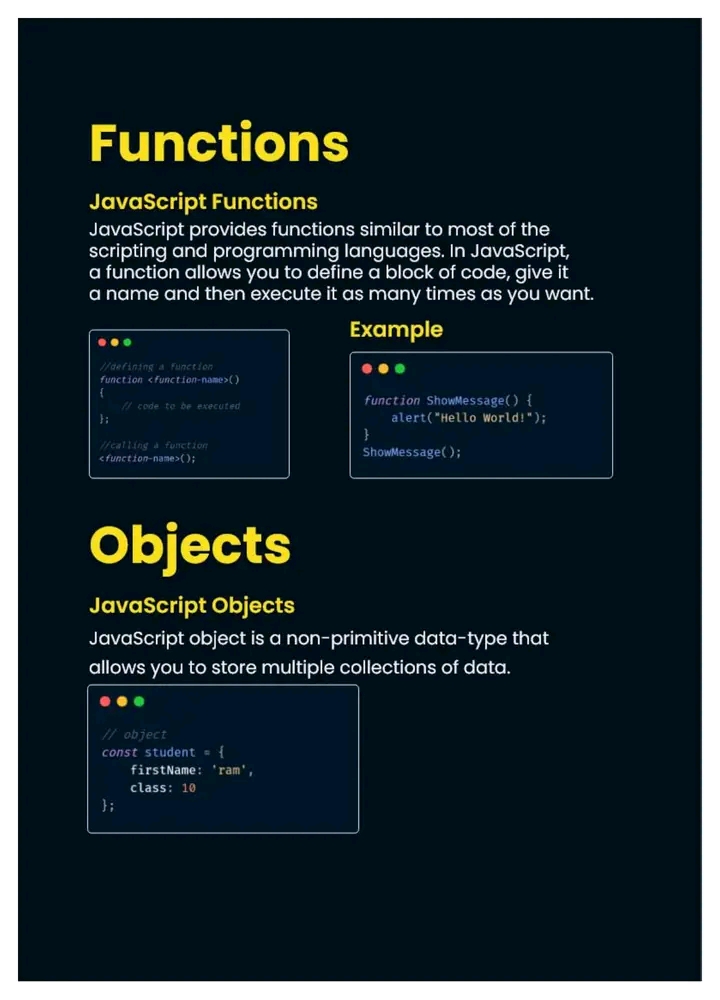 Functions
JavaScript Functions
JavaScript provides functions similar to most of the
scripting and programming languages. In JavaScript,
a function allows you to define a block of code, give it
a name and then execute it as many times as you want.
//defining a function
function <function-name>()
{
    // code to be executed
};
//calling a function
<function-name>();
Example
function ShowMessage() {
    alert("Hello World!");
}
ShowMessage();
Objects
JavaScript Objects
JavaScript object is a non-primitive data-type that
allows you to store multiple collections of data.
// object
const student = {
    firstName: 'ram',
    class: 10
};